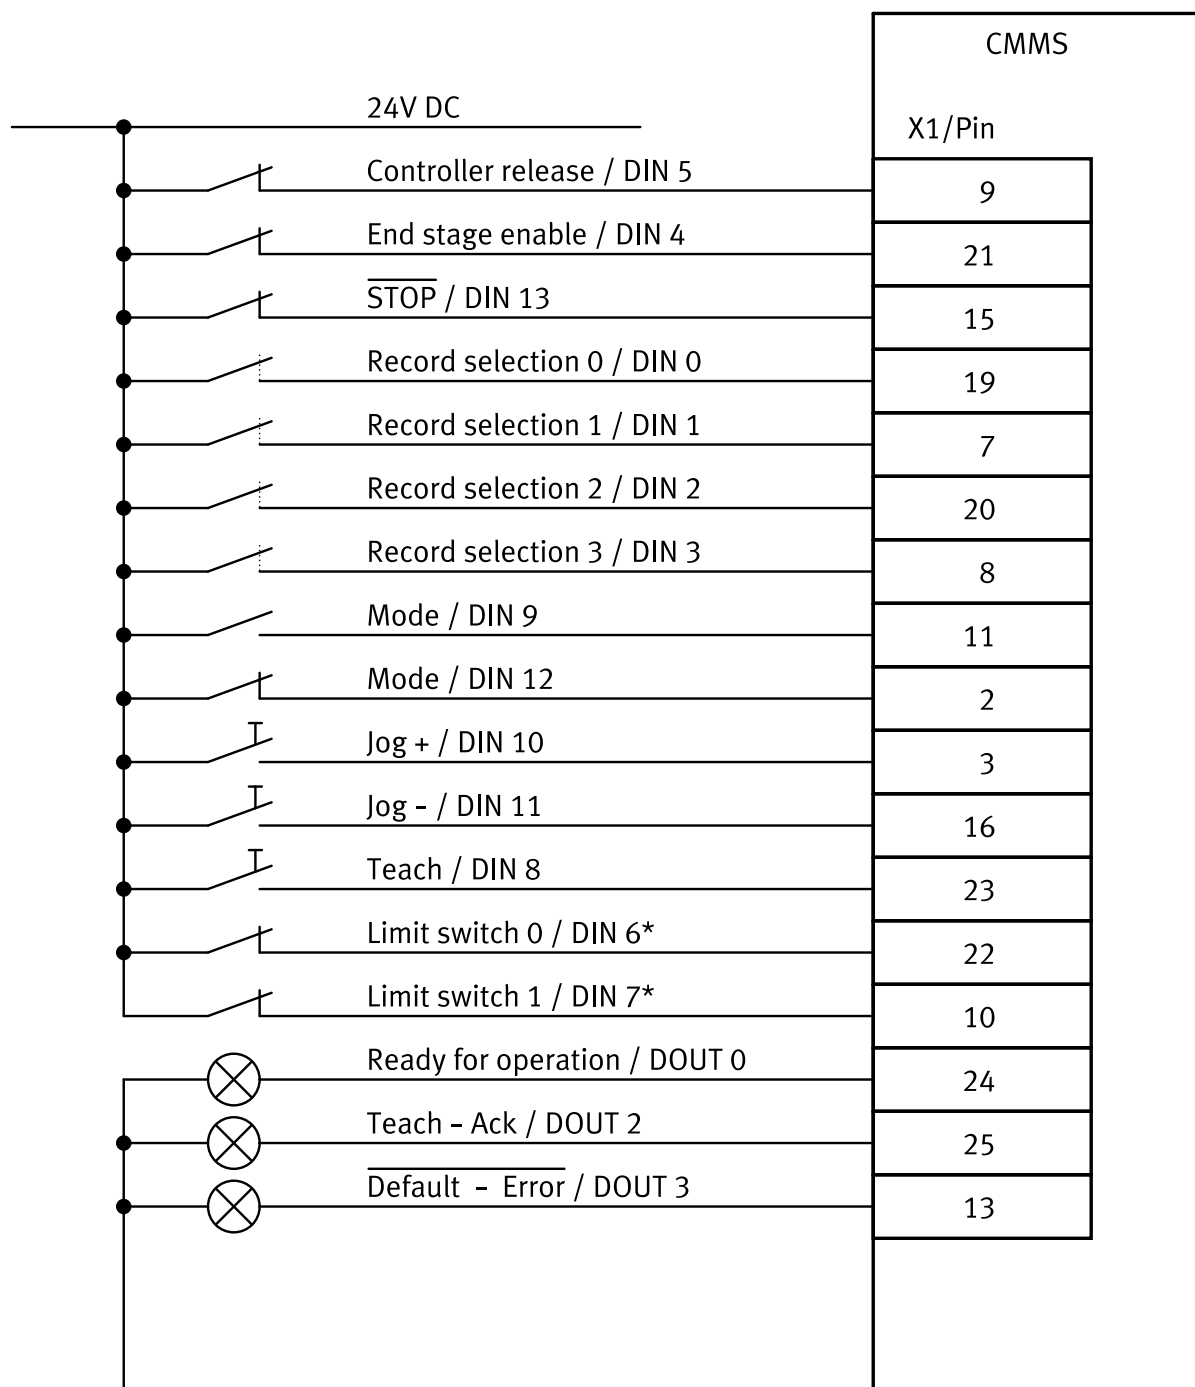 CMMS
24V DC
X1/Pin
Controller release / DIN 5 9
End stage enable / DIN 4 21
STOP / DIN 13 15
Record selection 0 / DIN 0 19
Record selection 1 / DIN 1 7
Record selection 2 / DIN 2 20
Record selection 3 / DIN 3 8
Mode / DIN 9 11
Mode / DIN 12 2
Jog + / DIN 10 3
Jog – / DIN 11 16
Teach / DIN 8 23
Limit switch 0 / DIN 6* 22
Limit switch 1 / DIN 7* 10
Ready for operation / DOUT 0 24
Teach – Ack / DOUT 2 25
Default – Error / DOUT 3 13